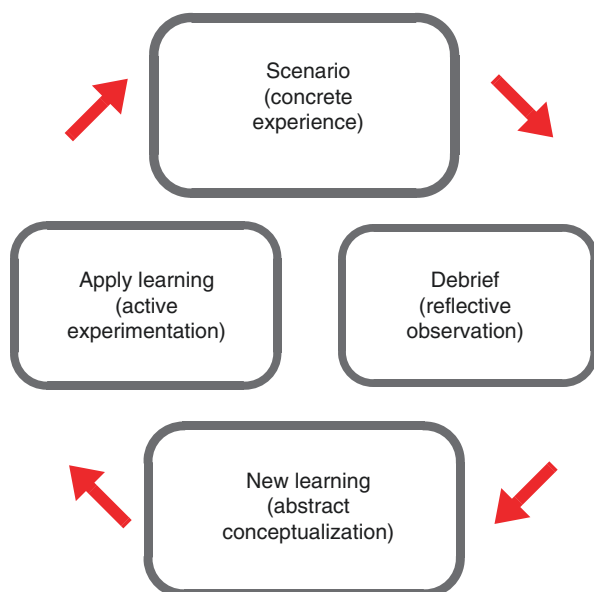 Scenario
(concrete
experience)
Apply learning
(active
experimentation)
Debrief
(reflective
observation)
New learning
(abstract
conceptualization)